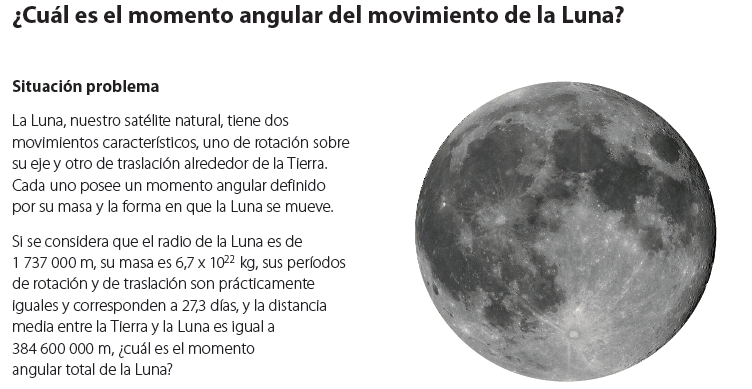 ¿Cuál es el momento angular del movimiento de la Luna?
Situación problema
La Luna, nuestro satélite natural, tiene dos
movimientos característicos, uno de rotación sobre
su eje y otro de traslación alrededor de la Tierra.
Cada uno posee un momento angular definido
por su masa y la forma en que la Luna se mueve.
Si se considera que el radio de la Luna es de
1 737 000 m, su masa es 6,7 x 10²² kg, sus períodos
de rotación y de traslación son prácticamente
iguales y corresponden a 27,3 días, y la distancia
media entre la Tierra y la Luna es igual a
384 600 000 m, ¿cuál es el momento
angular total de la Luna?